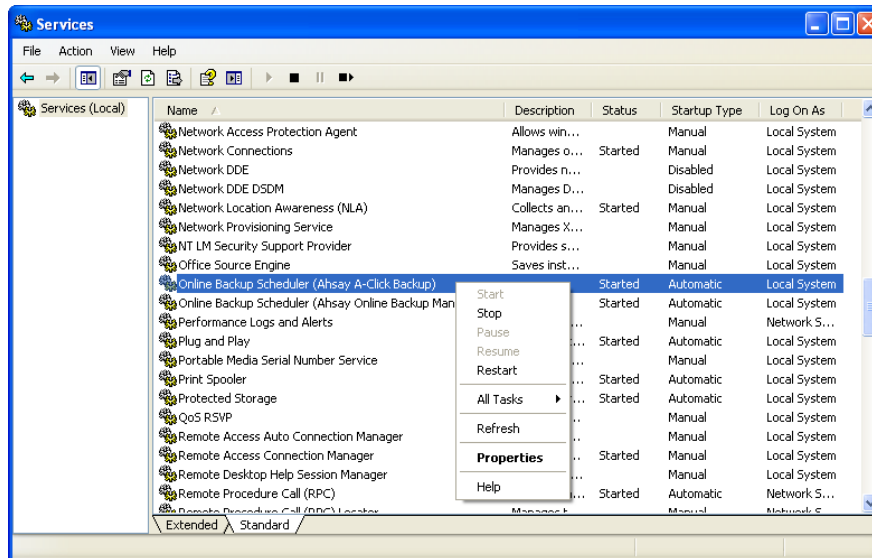 Services
File Action View Help
Services (Local)
Name Description Status Startup Type Log On As
Network Access Protection Agent Allows win... Manual Local System
Network Connections Manages o... Started Manual Local System
Network DDE Provides n... Disabled Local System
Network DDE DSDM Manages D... Disabled Local System
Network Location Awareness (NLA) Collects an... Started Manual Local System
Network Provisioning Service Manages X... Manual Local System
NT LM Security Support Provider Provides s... Manual Local System
Office Source Engine Saves inst... Manual Local System
Online Backup Scheduler (Ahsay A-Click Backup) Started Automatic Local System
Online Backup Scheduler (Ahsay Online Backup Man Started Automatic Local System
Performance Logs and Alerts ... Manual Network S...
Plug and Play ... Started Automatic Local System
Portable Media Serial Number Service ... Manual Local System
Print Spooler ... Started Automatic Local System
Protected Storage ... Started Automatic Local System
QoS RSVP ... Manual Local System
Remote Access Auto Connection Manager ... Manual Local System
Remote Access Connection Manager ... Started Manual Local System
Remote Desktop Help Session Manager ... Manual Local System
Remote Procedure Call (RPC) ... Started Automatic Network S...
Remote Procedure Call (RPC) Locator Manages t... Manual Network S...
Start
Stop
Pause
Resume
Restart
All Tasks
Refresh
Properties
Help
Extended Standard